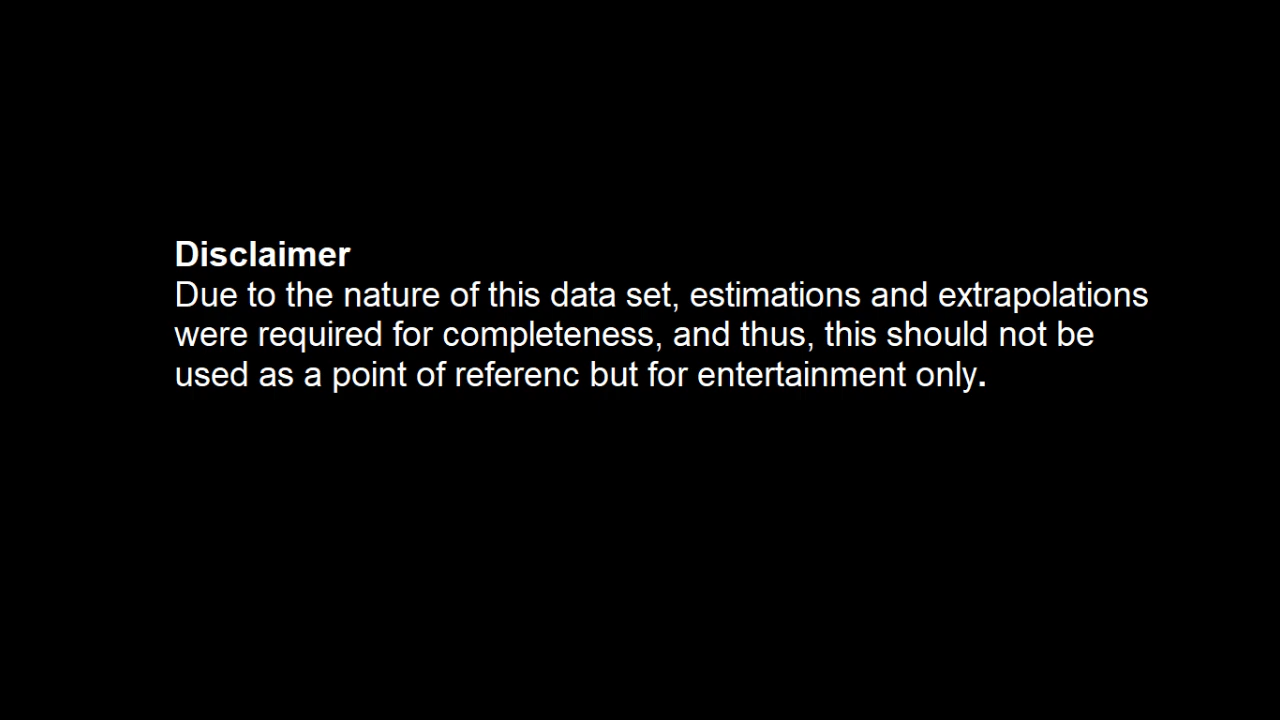 Disclaimer
Due to the nature of this data set, estimations and extrapolations
were required for completeness, and thus, this should not be
used as a point of referenc but for entertainment only.